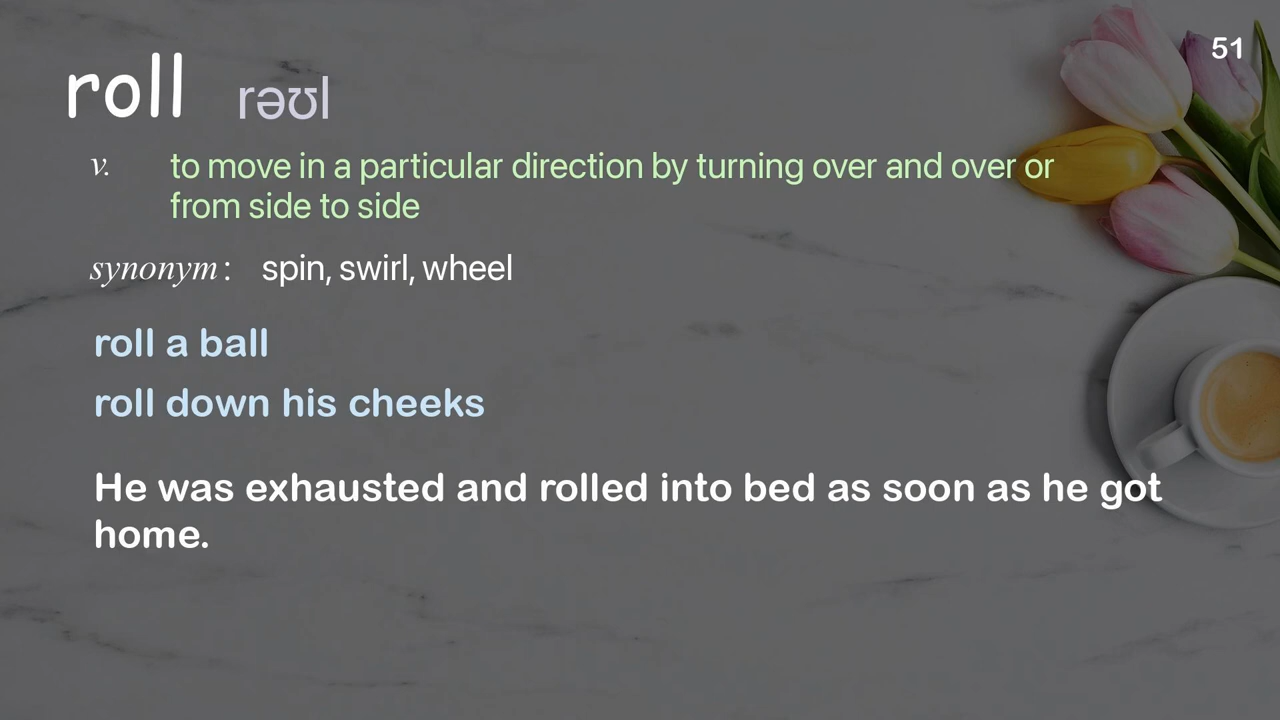 51
roll rəʊl
v. to move in a particular direction by turning over and over or
from side to side
synonym: spin, swirl, wheel
roll a ball
roll down his cheeks
He was exhausted and rolled into bed as soon as he got
home.